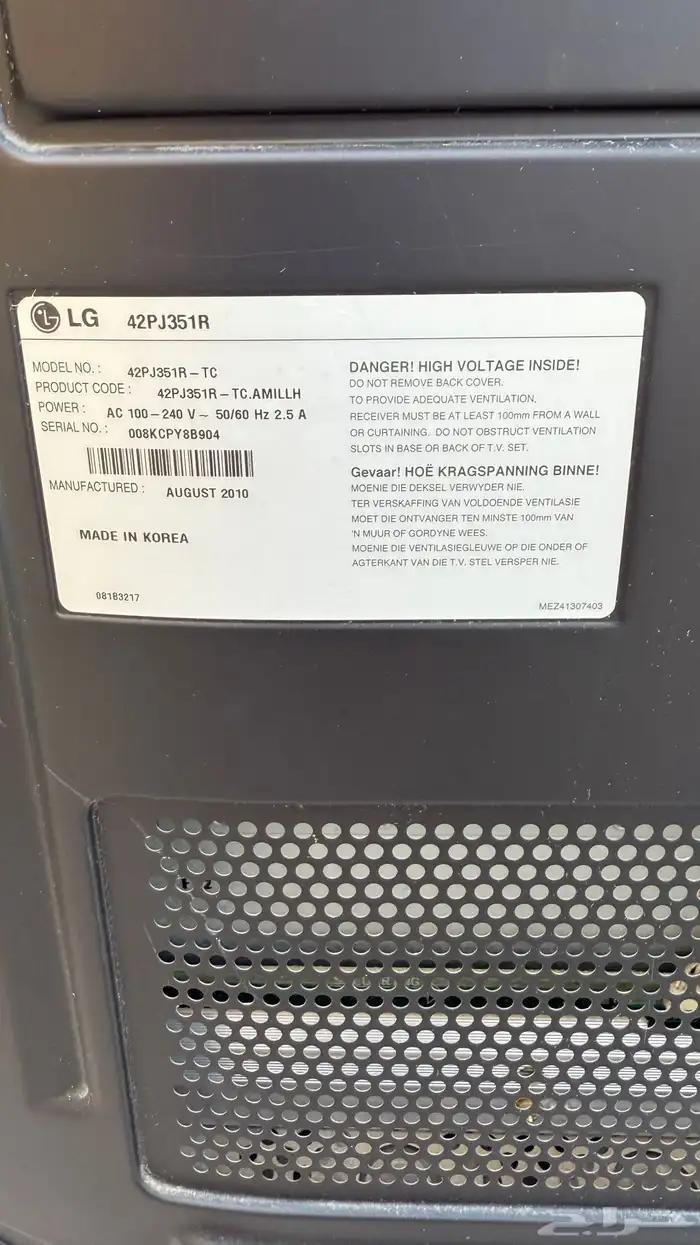 LG 42PJ351R
MODEL NO. : 42PJ351R-TC
PRODUCT CODE : 42PJ351R-TC.AMILLH
POWER : AC 100-240 V ~ 50/60 Hz 2.5 A
SERIAL NO. : 008KCPY8B904
MANUFACTURED : AUGUST 2010
MADE IN KOREA
081B3217
DANGER! HIGH VOLTAGE INSIDE!
DO NOT REMOVE BACK COVER.
TO PROVIDE ADEQUATE VENTILATION,
RECEIVER MUST BE AT LEAST 100mm FROM A WALL
OR CURTAINING. DO NOT OBSTRUCT VENTILATION
SLOTS IN BASE OR BACK OF T.V. SET.
Gevaar! HOË KRAGSPANNING BINNE!
MOENIE DIE DEKSEL VERWYDER NIE.
TER VERSKAFFING VAN VOLDOENDE VENTILASIE
MOET DIE ONTVANGER TEN MINSTE 100mm VAN
'N MUUR OF GORDYNE WEES.
MOENIE DIE VENTILASIEGLEUWE OP DIE ONDER OF
AGTERKANT VAN DIE T.V. STEL VERSPER NIE.
MEZ41307403
حراج